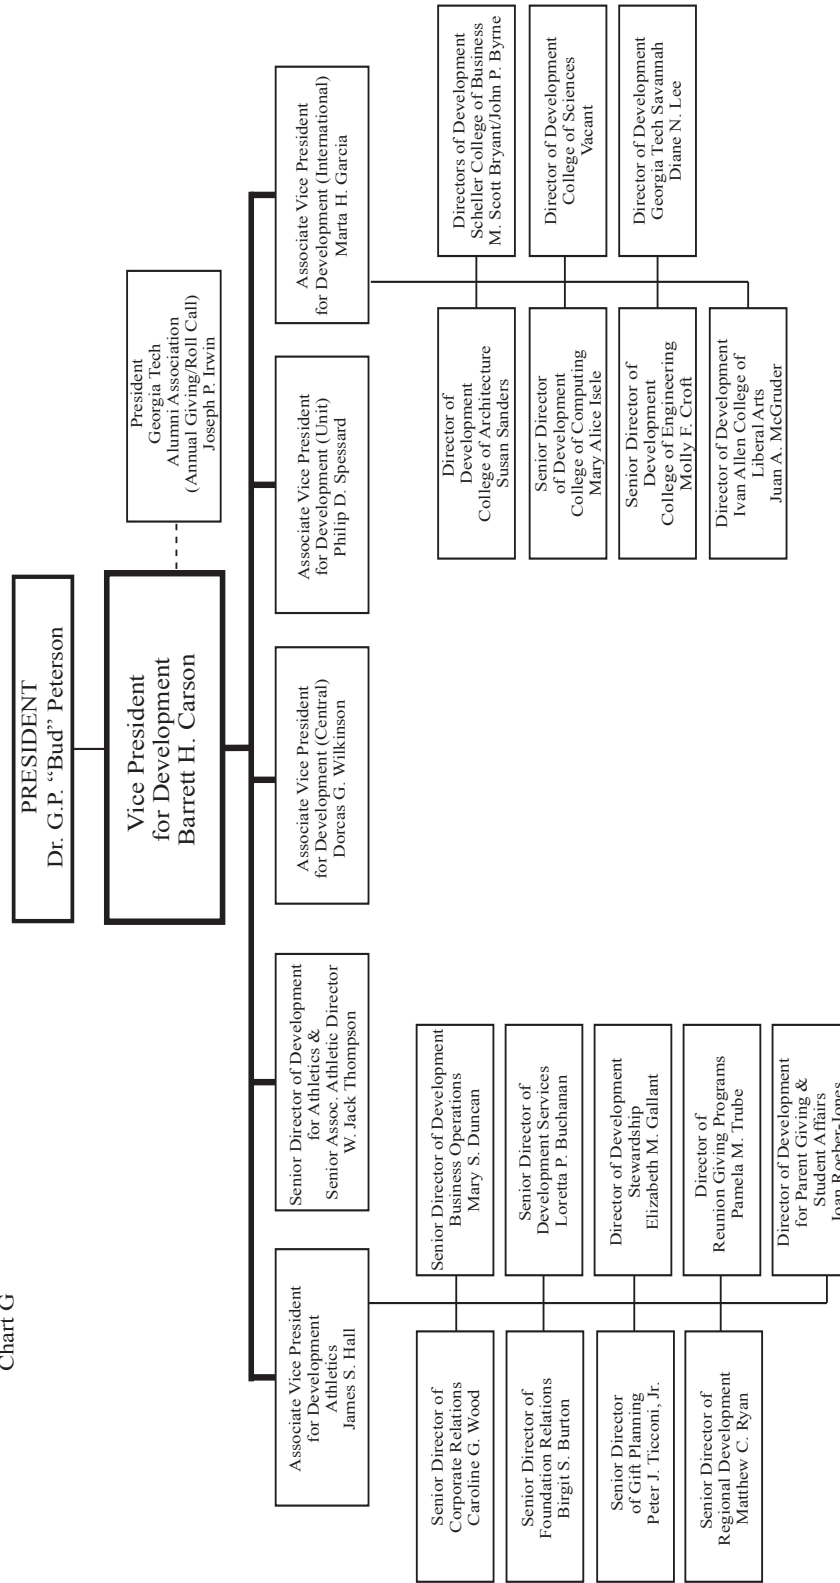 Chart G
PRESIDENT
Dr. G.P. “Bud” Peterson
Vice President
for Development
Barrett H. Carson
President
Georgia Tech
Alumni Association
(Annual Giving/Roll Call)
Joseph P. Irwin
Associate Vice President
for Development
Athletics
James S. Hall
Senior Director of Development
for Athletics &
Senior Assoc. Athletic Director
W. Jack Thompson
Associate Vice President
for Development (Central)
Dorcas G. Wilkinson
Associate Vice President
for Development (Unit)
Philip D. Spessard
Associate Vice President
for Development (International)
Marta H. Garcia
Senior Director of
Corporate Relations
Caroline G. Wood
Senior Director of Development
Business Operations
Mary S. Duncan
Senior Director of
Foundation Relations
Birgit S. Burton
Senior Director of
Development Services
Loretta P. Buchanan
Senior Director
of Gift Planning
Peter J. Ticconi, Jr.
Director of Development
Stewardship
Elizabeth M. Gallant
Senior Director of
Regional Development
Matthew C. Ryan
Director of
Reunion Giving Programs
Pamela M. Trube
Director of Development
for Parent Giving &
Student Affairs
Joan Roeber-Jones
Director of
Development
College of Architecture
Susan Sanders
Directors of Development
Scheller College of Business
M. Scott Bryant/John P. Byrne
Senior Director
of Development
College of Computing
Mary Alice Isele
Director of Development
College of Sciences
Vacant
Senior Director of
Development
College of Engineering
Molly F. Croft
Director of Development
Georgia Tech Savannah
Diane N. Lee
Director of Development
Ivan Allen College of
Liberal Arts
Juan A. McGruder